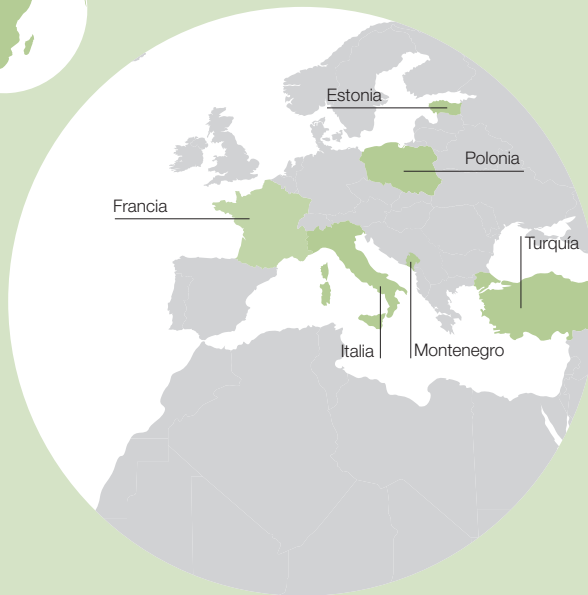 Estonia
Polonia
Francia
Turquía
Italia
Montenegro